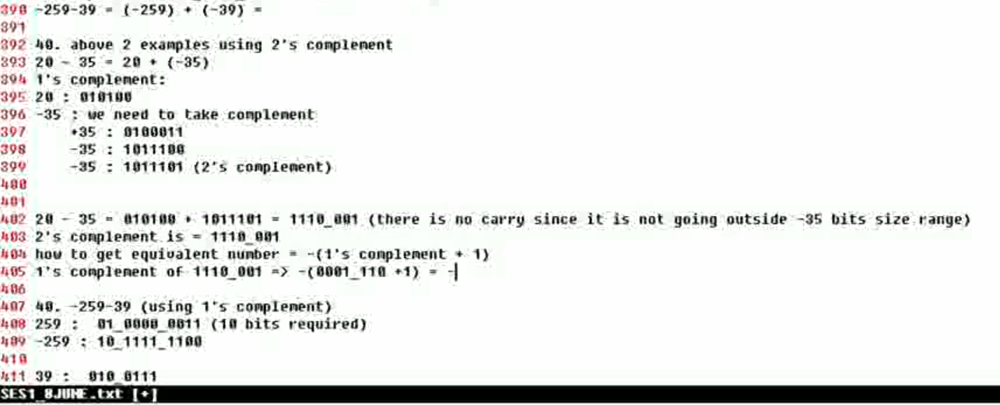 390 -259-39 = (-259) + (-39) =
391
392 40. above 2 examples using 2's complement
393 20 - 35 = 20 + (-35)
394 1's complement:
395 20 : 010100
396 -35 : we need to take complement
397 +35 : 0100011
398 -35 : 1011100
399 -35 : 1011101 (2's complement)
400
401
402 20 - 35 = 010100 + 1011101 = 1110_001 (there is no carry since it is not going outside -35 bits size range)
403 2's complement is = 1110_001
404 how to get equivalent number = -(1's complement + 1)
405 1's complement of 1110_001 => -(0001_110 +1) = -
406
407 40. -259-39 (using 1's complement)
408 259 : 01_0000_0011 (10 bits required)
409 -259 : 10_1111_1100
410
411 39 : 010_0111
SES1_8JUNE.txt [+]